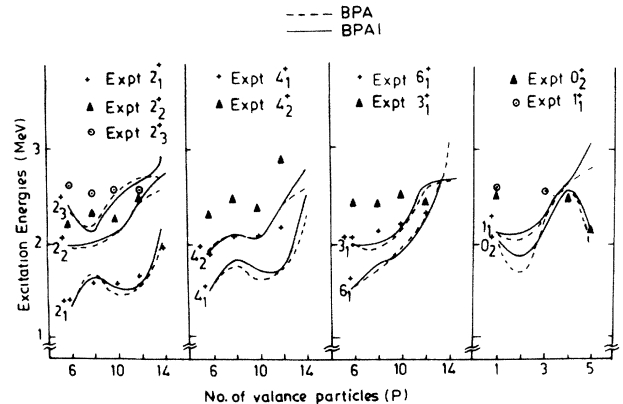 BPA
BPAI
+ Expt 2₁⁺
▲ Expt 2₂⁺
⊙ Expt 2₃⁺
+ Expt 4₁⁺
▲ Expt 4₂⁺
+ Expt 6₁⁺
▲ Expt 3₁⁺
▲ Expt 0₂⁺
⊙ Expt 1₁⁺
Excitation Energies (MeV)
3
2
1
2₃⁺
2₂⁺
2₁⁺
4₂⁺
4₁⁺
3₁⁺
6₁⁺
1₁⁺
0₂⁺
6 10 14
6 10 14
6 10 14
1 3 5
No. of valance particles (P)